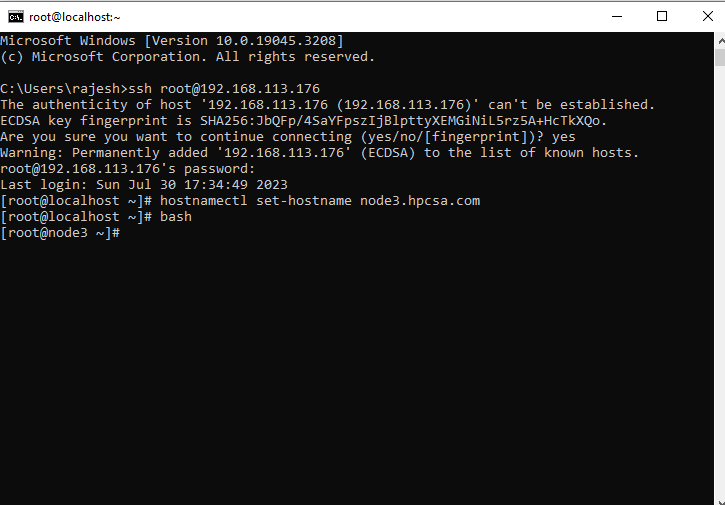 root@localhost:~
Microsoft Windows [Version 10.0.19045.3208]
(c) Microsoft Corporation. All rights reserved.
C:\Users\rajesh>ssh root@192.168.113.176
The authenticity of host '192.168.113.176 (192.168.113.176)' can't be established.
ECDSA key fingerprint is SHA256:JbQFp/4SaYFpszIjBlpttyXEMGiNiL5rz5A+HcTkXQo.
Are you sure you want to continue connecting (yes/no/[fingerprint])? yes
Warning: Permanently added '192.168.113.176' (ECDSA) to the list of known hosts.
root@192.168.113.176's password:
Last login: Sun Jul 30 17:34:49 2023
[root@localhost ~]# hostnamectl set-hostname node3.hpcsa.com
[root@localhost ~]# bash
[root@node3 ~]#